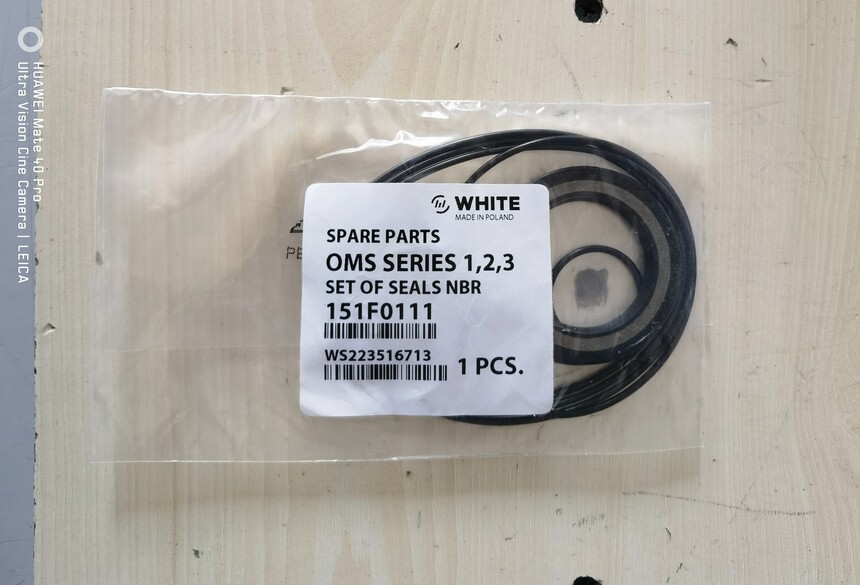 WHITE
MADE IN POLAND
SPARE PARTS
OMS SERIES 1,2,3
SET OF SEALS NBR
151F0111
WS223516713
1 PCS.
HUAWEI Mate 40 Pro
Ultra Vision Cine Camera | LEICA